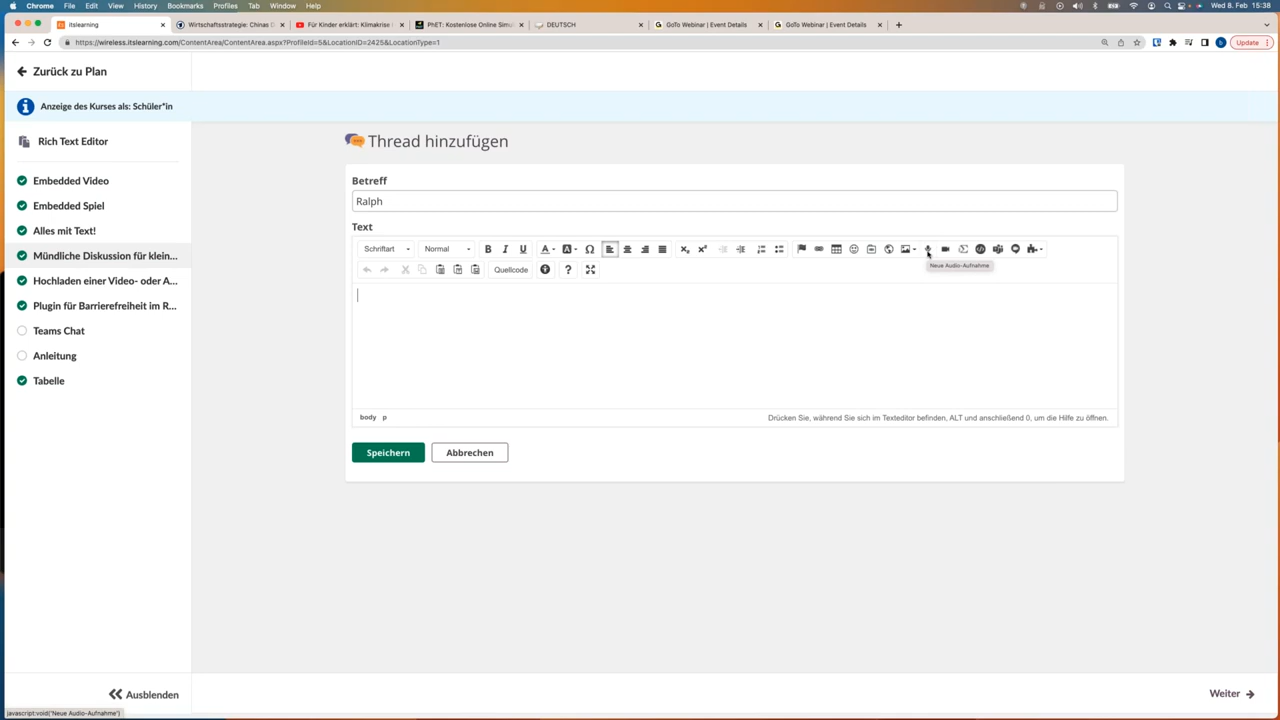 Chrome File Edit View History Bookmarks Profiles Tab Window Help
Wed 8. Feb 15:38
itslearning
Wirtschaftsstrategie: Chinas
Für Kinder erklärt: Klimakrise
PhET: Kostenlose Online Simu
DEUTSCH
GoTo Webinar | Event Details
GoTo Webinar | Event Details
https://wireless.itslearning.com/ContentArea/ContentArea.aspx?ProfileId=5&LocationID=2425&LocationType=1
Update
Zurück zu Plan
Anzeige des Kurses als: Schüler*in
Rich Text Editor
Embedded Video
Embedded Spiel
Alles mit Text!
Mündliche Diskussion für klein...
Hochladen einer Video- oder A...
Plugin für Barrierefreiheit im R...
Teams Chat
Anleitung
Tabelle
Thread hinzufügen
Betreff
Ralph
Text
Schriftart Normal B I U A A Ω
Neue Audio-Aufnahme
Quellcode ?
body p
Drücken Sie, während Sie sich im Texteditor befinden, ALT und anschließend 0, um die Hilfe zu öffnen.
Speichern Abbrechen
Ausblenden
Weiter
javascript:void("Neue Audio-Aufnahme")